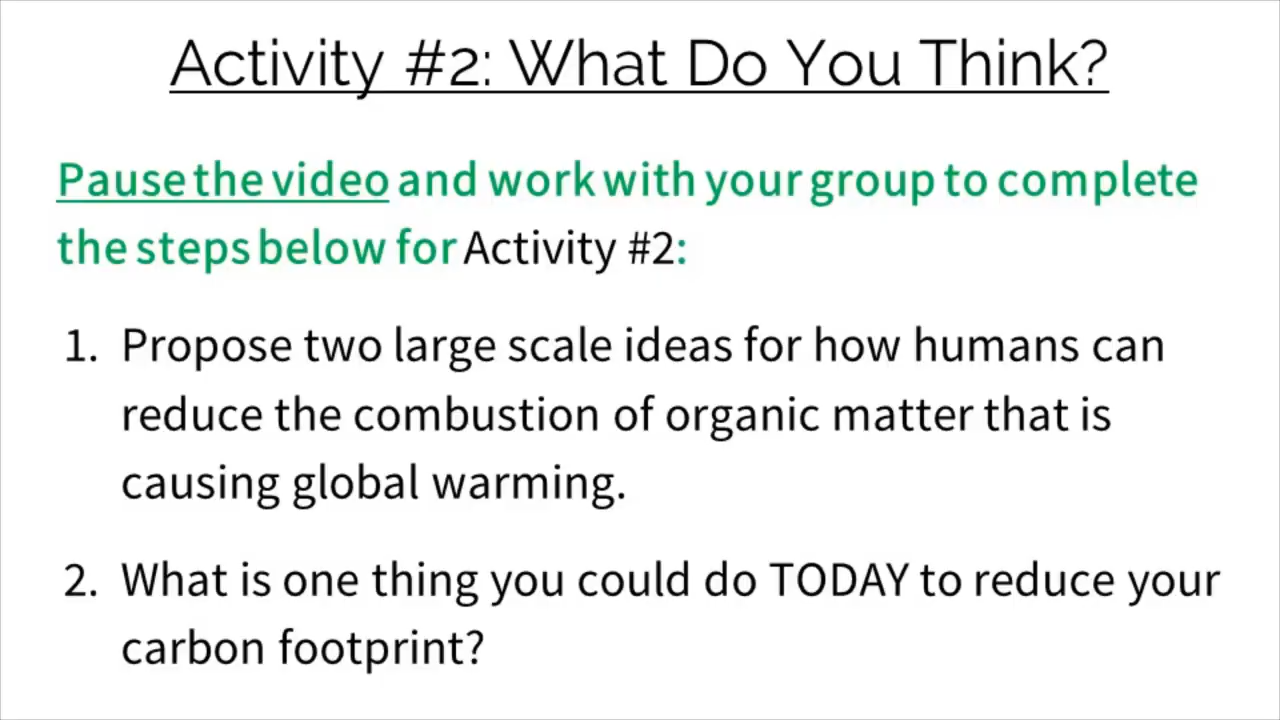 Activity #2: What Do You Think?
Pause the video and work with your group to complete
the steps below for Activity #2:
1. Propose two large scale ideas for how humans can
reduce the combustion of organic matter that is
causing global warming.
2. What is one thing you could do TODAY to reduce your
carbon footprint?